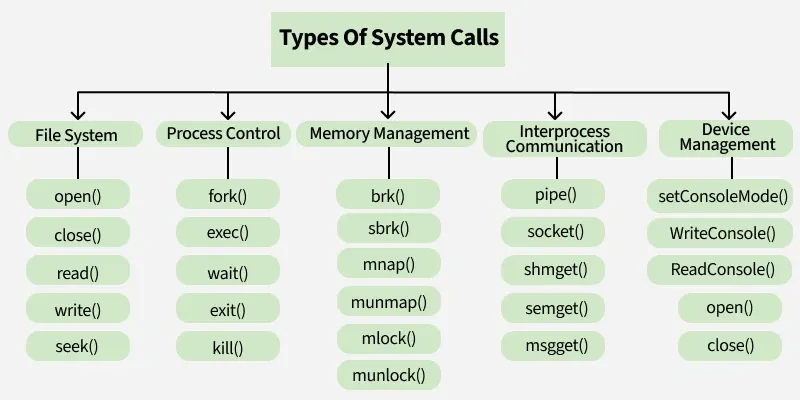 Types Of System Calls
File System
Process Control
Memory Management
Interprocess
Communication
Device
Management
open()
close()
read()
write()
seek()
fork()
exec()
wait()
exit()
kill()
brk()
sbrk()
mnap()
munmap()
mlock()
munlock()
pipe()
socket()
shmget()
semget()
msgget()
setConsoleMode()
WriteConsole()
ReadConsole()
open()
close()